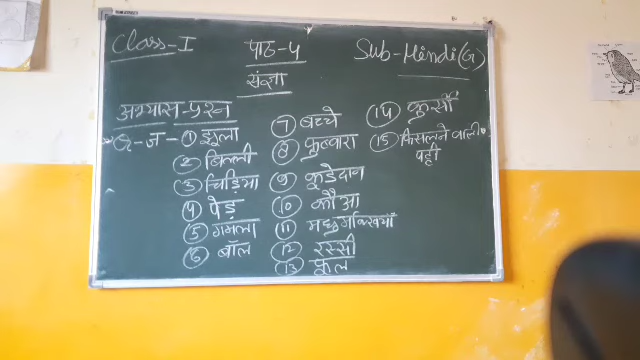 Class-I
पाठ-4
Sub-Hindi(G)
संज्ञा
अभ्यास-प्रश्न
① झूला
② बिल्ली
③ चिड़िया
④ पेड़
⑤ गमला
⑥ बॉल
⑦ बच्चे
⑧ फुव्वारा
⑨ कूडेदान
⑩ कौआ
⑪ मधुमक्खियाँ
⑫ रस्सी
⑬ फूल
⑭ कुर्सी
⑮ फिसलने वाली
पट्टी